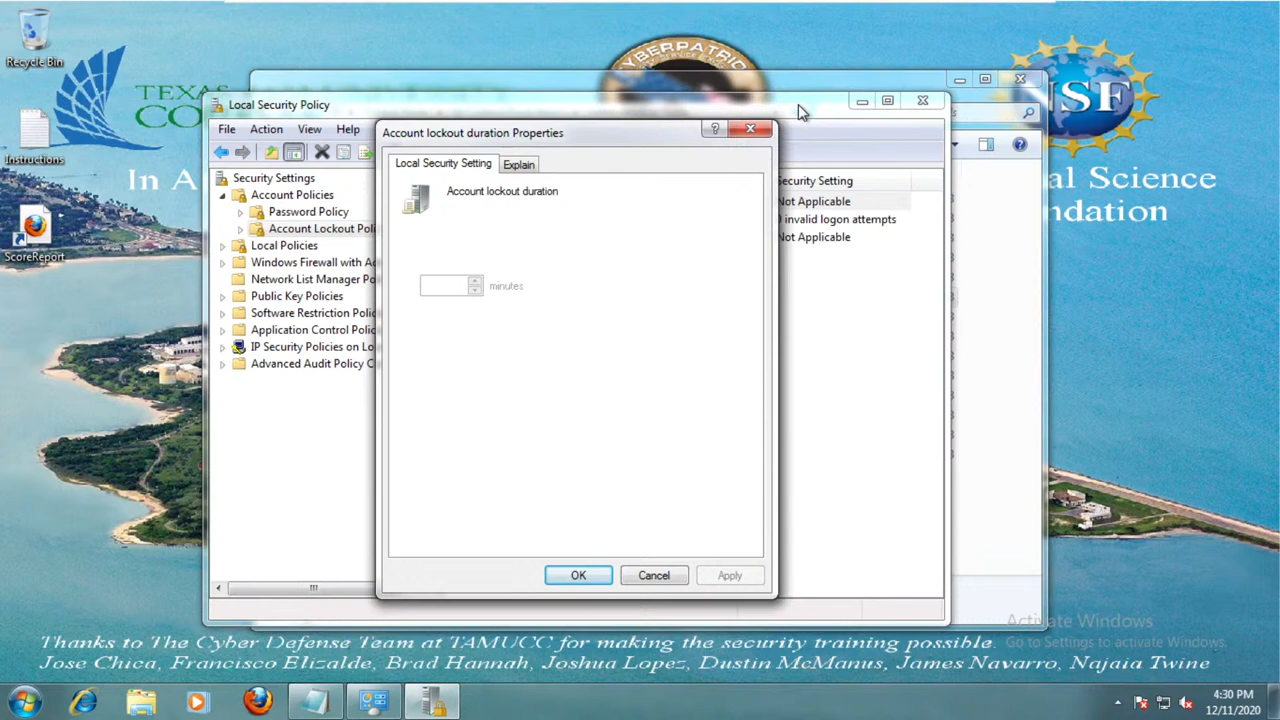 Recycle Bin
TEXAS
CO
CYBERPATRI
NSF
Instructions
In A
al Science
ndation
ScoreReport
Local Security Policy
File Action View Help
Account lockout duration Properties
Local Security Setting Explain
Account lockout duration
minutes
OK Cancel Apply
Security Settings
Account Policies
Password Policy
Account Lockout Poli
Local Policies
Windows Firewall with Ad
Network List Manager Po
Public Key Policies
Software Restriction Poli
Application Control Polic
IP Security Policies on Lo
Advanced Audit Policy C
ecurity Setting
Not Applicable
invalid logon attempts
Not Applicable
Activate Windows
Go to Settings to activate Windows.
Thanks to The Cyber Defense Team at TAMUCC for making the security training possible.
Jose Chica, Francisco Elizalde, Brad Hannah, Joshua Lopez, Dustin McManus, James Navarro, Najaia Twine
4:30 PM
12/11/2020